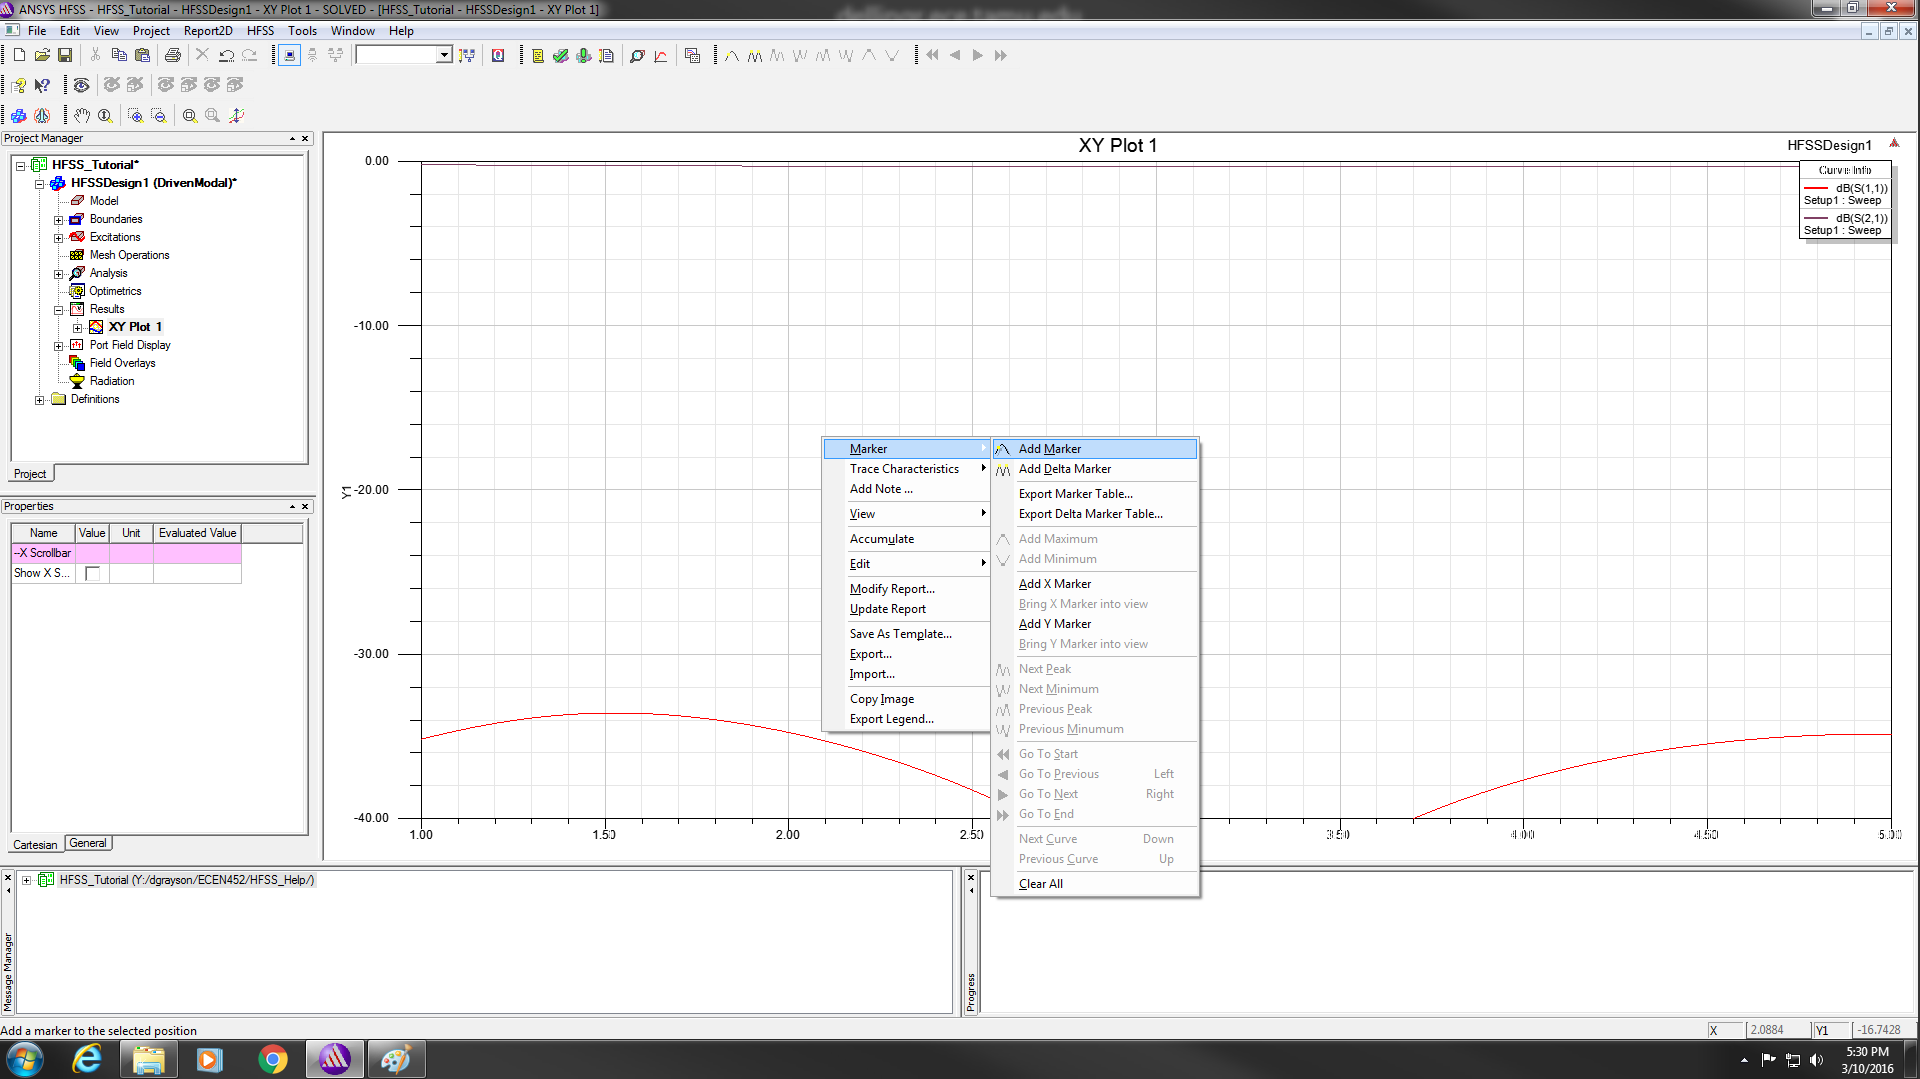 ANSYS HFSS - HFSS_Tutorial - HFSSDesign1 - XY Plot 1 - SOLVED - [HFSS_Tutorial - HFSSDesign1 - XY Plot 1]
File Edit View Project Report2D HFSS Tools Window Help
Project Manager
HFSS_Tutorial*
HFSSDesign1 (DrivenModal)*
Model
Boundaries
Excitations
Mesh Operations
Analysis
Optimetrics
Results
XY Plot 1
Port Field Display
Field Overlays
Radiation
Definitions
Project
Properties
Name Value Unit Evaluated Value
--X Scrollbar
Show X S...
Cartesian General
XY Plot 1
HFSSDesign1
Curve Info
dB(S(1,1))
Setup1 : Sweep
dB(S(2,1))
Setup1 : Sweep
0.00
-10.00
-20.00
-30.00
-40.00
Y1
1.00 1.50 2.00 2.50 3.50 4.00 4.50 5.00
Marker
Trace Characteristics
Add Note ...
View
Accumulate
Edit
Modify Report...
Update Report
Save As Template...
Export...
Import...
Copy Image
Export Legend...
Add Marker
Add Delta Marker
Export Marker Table...
Export Delta Marker Table...
Add Maximum
Add Minimum
Add X Marker
Bring X Marker into view
Add Y Marker
Bring Y Marker into view
Next Peak
Next Minimum
Previous Peak
Previous Minumum
Go To Start
Go To Previous Left
Go To Next Right
Go To End
Next Curve Down
Previous Curve Up
Clear All
Message Manager
HFSS_Tutorial (Y:/dgrayson/ECEN452/HFSS_Help/)
Progress
Add a marker to the selected position
X 2.0884 Y1 -16.7428
5:30 PM
3/10/2016